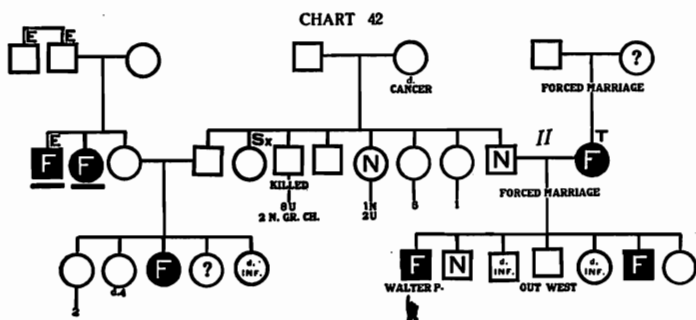 CHART 42
E E
?
d.
CANCER
FORCED MARRIAGE
E
F F
Sx
N
N
II
F T
KILLED
8U
2 N. GR. CH.
1N
2U
5
1
FORCED MARRIAGE
F
?
d.
INF.
2
d.4
F
N
d.
INF.
d.
INF.
F
WALTER P-
OUT WEST